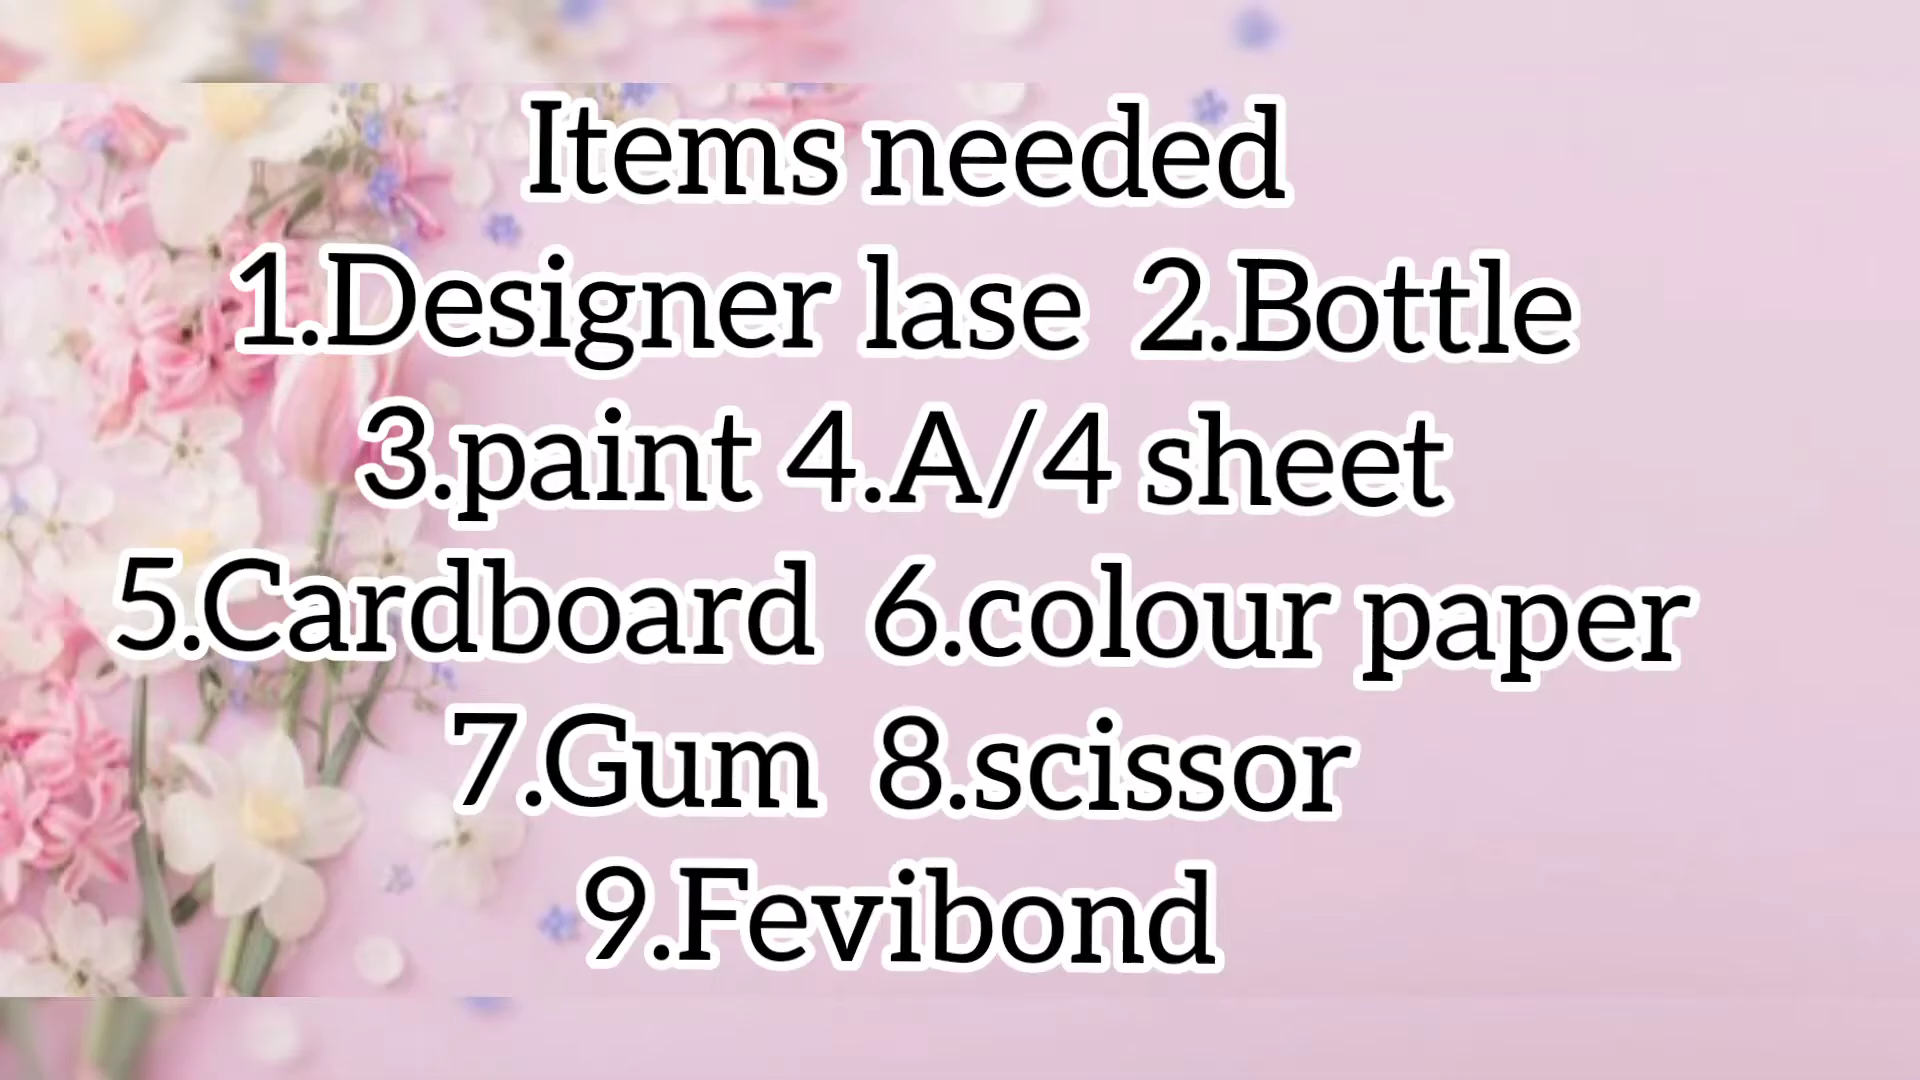 Items needed
1.Designer lase 2.Bottle
3.paint 4.A/4 sheet
5.Cardboard 6.colour paper
7.Gum 8.scissor
9.Fevibond